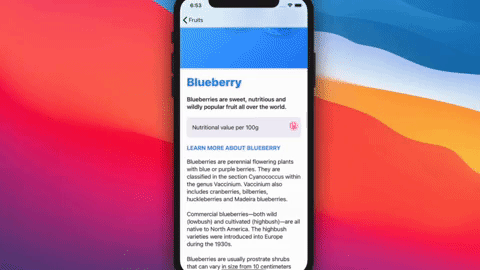 6:53
Fruits
Blueberry
Blueberries are sweet, nutritious and
wildly popular fruit all over the world.
Nutritional value per 100g
LEARN MORE ABOUT BLUEBERRY
Blueberries are perennial flowering plants
with blue or purple berries. They are
classified in the section Cyanococcus within
the genus Vaccinium. Vaccinium also
includes cranberries, bilberries,
huckleberries and Madeira blueberries.
Commercial blueberries—both wild
(lowbush) and cultivated (highbush)—are all
native to North America. The highbush
varieties were introduced into Europe
during the 1930s.
Blueberries are usually prostrate shrubs
that can vary in size from 10 centimeters